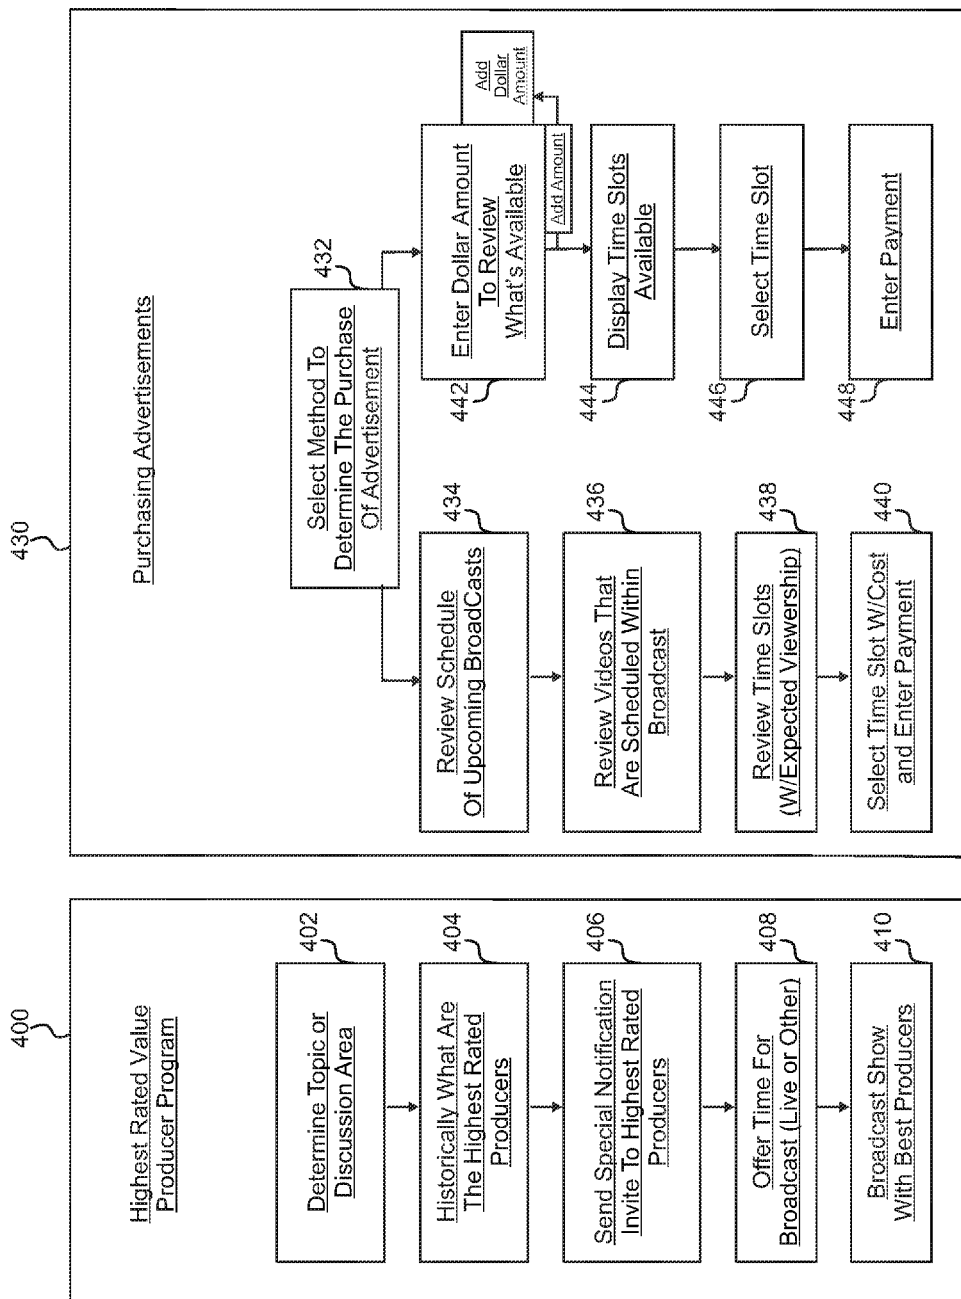 400
Highest Rated Value
Producer Program
402
Determine Topic or
Discussion Area
404
Historically What Are
The Highest Rated
Producers
406
Send Special Notification
Invite To Highest Rated
Producers
408
Offer Time For
Broadcast (Live or Other)
410
Broadcast Show
With Best Producers
430
Purchasing Advertisements
432
Select Method To
Determine The Purchase
Of Advertisement
434
Review Schedule
Of Upcoming BroadCasts
436
Review Videos That
Are Scheduled Within
Broadcast
438
Review Time Slots
(W/Expected Viewership)
440
Select Time Slot W/Cost
and Enter Payment
442
Enter Dollar Amount
To Review
What's Available
Add Amount
Add
Dollar
Amount
444
Display Time Slots
Available
446
Select Time Slot
448
Enter Payment